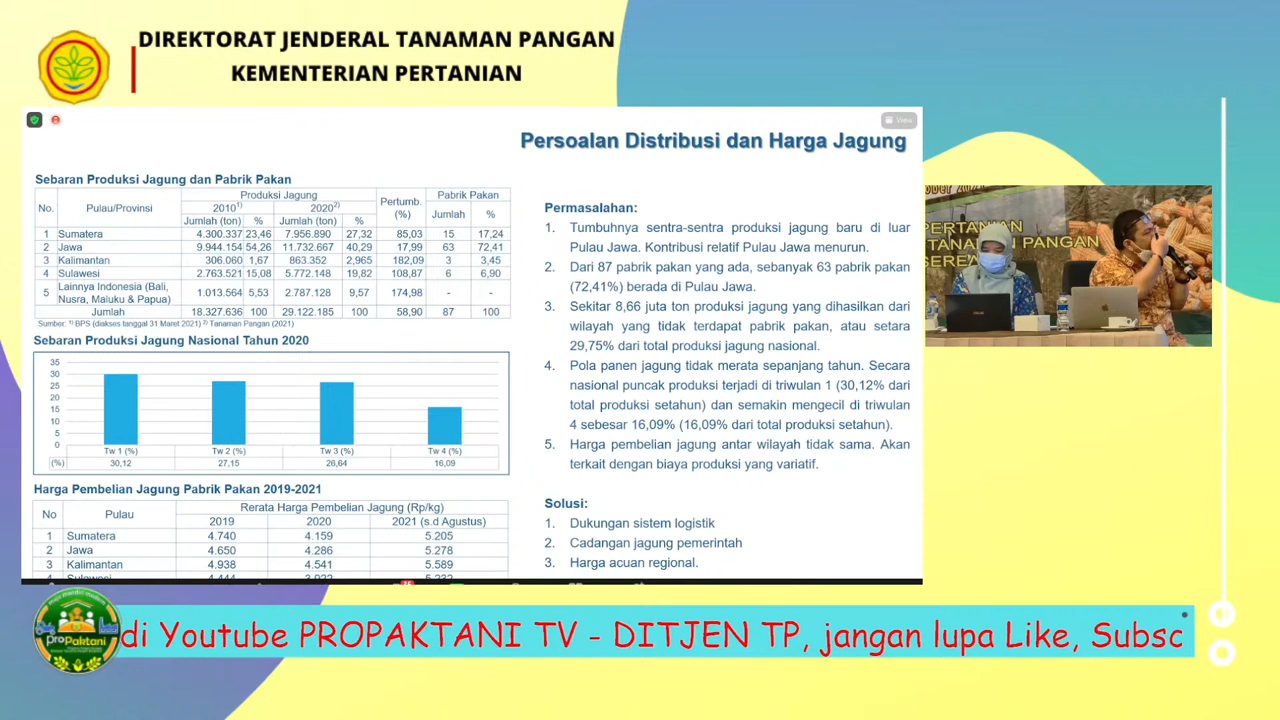 DIREKTORAT JENDERAL TANAMAN PANGAN
KEMENTERIAN PERTANIAN
View
Persoalan Distribusi dan Harga Jagung
Sebaran Produksi Jagung dan Pabrik Pakan
No. Pulau/Provinsi Produksi Jagung Pertumb. (%) Pabrik Pakan
2010¹⁾ 2020²⁾
Jumlah (ton) % Jumlah (ton) % Jumlah %
1 Sumatera 4.300.337 23,46 7.956.890 27,32 85,03 15 17,24
2 Jawa 9.944.154 54,26 11.732.667 40,29 17,99 63 72,41
3 Kalimantan 306.060 1,67 863.352 2,965 182,09 3 3,45
4 Sulawesi 2.763.521 15,08 5.772.148 19,82 108,87 6 6,90
5 Lainnya Indonesia (Bali, Nusra, Maluku & Papua) 1.013.564 5,53 2.787.128 9,57 174,98 - -
Jumlah 18.327.636 100 29.122.185 100 58,90 87 100
Sumber: ¹⁾ BPS (diakses tanggal 31 Maret 2021) ²⁾ Tanaman Pangan (2021)
Sebaran Produksi Jagung Nasional Tahun 2020
35
30
25
20
15
10
5
0
Tw 1 (%) Tw 2 (%) Tw 3 (%) Tw 4 (%)
(%) 30,12 27,15 26,64 16,09
Harga Pembelian Jagung Pabrik Pakan 2019-2021
No Pulau Rerata Harga Pembelian Jagung (Rp/kg)
2019 2020 2021 (s.d Agustus)
1 Sumatera 4.740 4.159 5.205
2 Jawa 4.650 4.286 5.278
3 Kalimantan 4.938 4.541 5.589
Permasalahan:
1. Tumbuhnya sentra-sentra produksi jagung baru di luar
Pulau Jawa. Kontribusi relatif Pulau Jawa menurun.
2. Dari 87 pabrik pakan yang ada, sebanyak 63 pabrik pakan
(72,41%) berada di Pulau Jawa.
3. Sekitar 8,66 juta ton produksi jagung yang dihasilkan dari
wilayah yang tidak terdapat pabrik pakan, atau setara
29,75% dari total produksi jagung nasional.
4. Pola panen jagung tidak merata sepanjang tahun. Secara
nasional puncak produksi terjadi di triwulan 1 (30,12% dari
total produksi setahun) dan semakin mengecil di triwulan
4 sebesar 16,09% (16,09% dari total produksi setahun).
5. Harga pembelian jagung antar wilayah tidak sama. Akan
terkait dengan biaya produksi yang variatif.
Solusi:
1. Dukungan sistem logistik
2. Cadangan jagung pemerintah
3. Harga acuan regional.
PERTANIAN
TANAMAN PANGAN
proPaktani
di Youtube PROPAKTANI TV - DITJEN TP, jangan lupa Like, Subsc